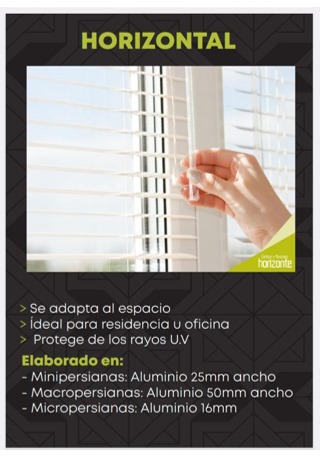 HORIZONTAL
horizonte
> Se adapta al espacio
> Ídeal para residencia u oficina
> Protege de los rayos U.V
Elaborado en:
- Minipersianas: Aluminio 25mm ancho
- Macropersianas: Aluminio 50mm ancho
- Micropersianas: Aluminio 16mm